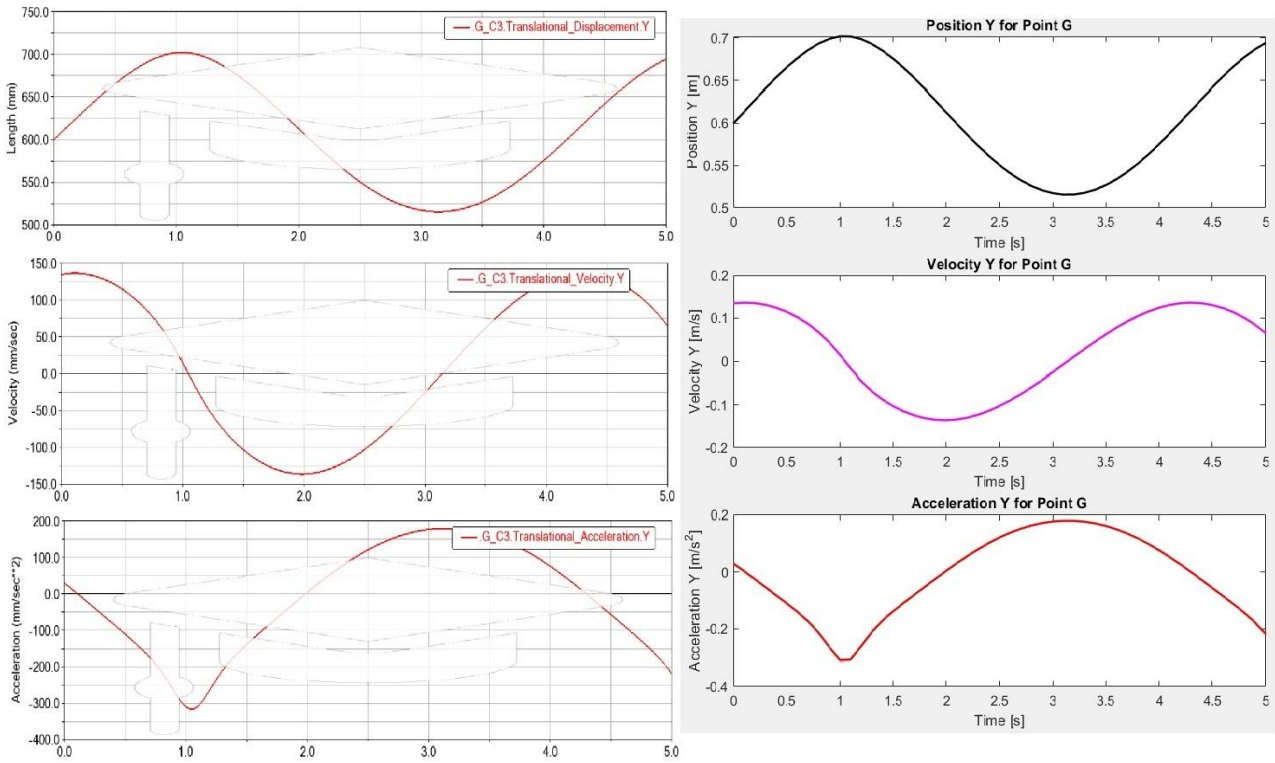 750.0
700.0
650.0
600.0
550.0
500.0
Length (mm)
.G_C3.Translational_Displacement.Y
0.0 1.0 2.0 3.0 4.0 5.0
150.0
100.0
50.0
0.0
-50.0
-100.0
-150.0
Velocity (mm/sec)
.G_C3.Translational_Velocity.Y
0.0 1.0 2.0 3.0 4.0 5.0
200.0
100.0
0.0
-100.0
-200.0
-300.0
-400.0
Acceleration (mm/sec**2)
.G_C3.Translational_Acceleration.Y
0.0 1.0 2.0 3.0 4.0 5.0
Position Y for Point G
0.7
0.65
0.6
0.55
0.5
Position Y [m]
0 0.5 1 1.5 2 2.5 3 3.5 4 4.5 5
Time [s]
Velocity Y for Point G
0.2
0.1
0
-0.1
-0.2
Velocity Y [m/s]
0 0.5 1 1.5 2 2.5 3 3.5 4 4.5 5
Time [s]
Acceleration Y for Point G
0.2
0
-0.2
-0.4
Acceleration Y [m/s²]
0 0.5 1 1.5 2 2.5 3 3.5 4 4.5 5
Time [s]